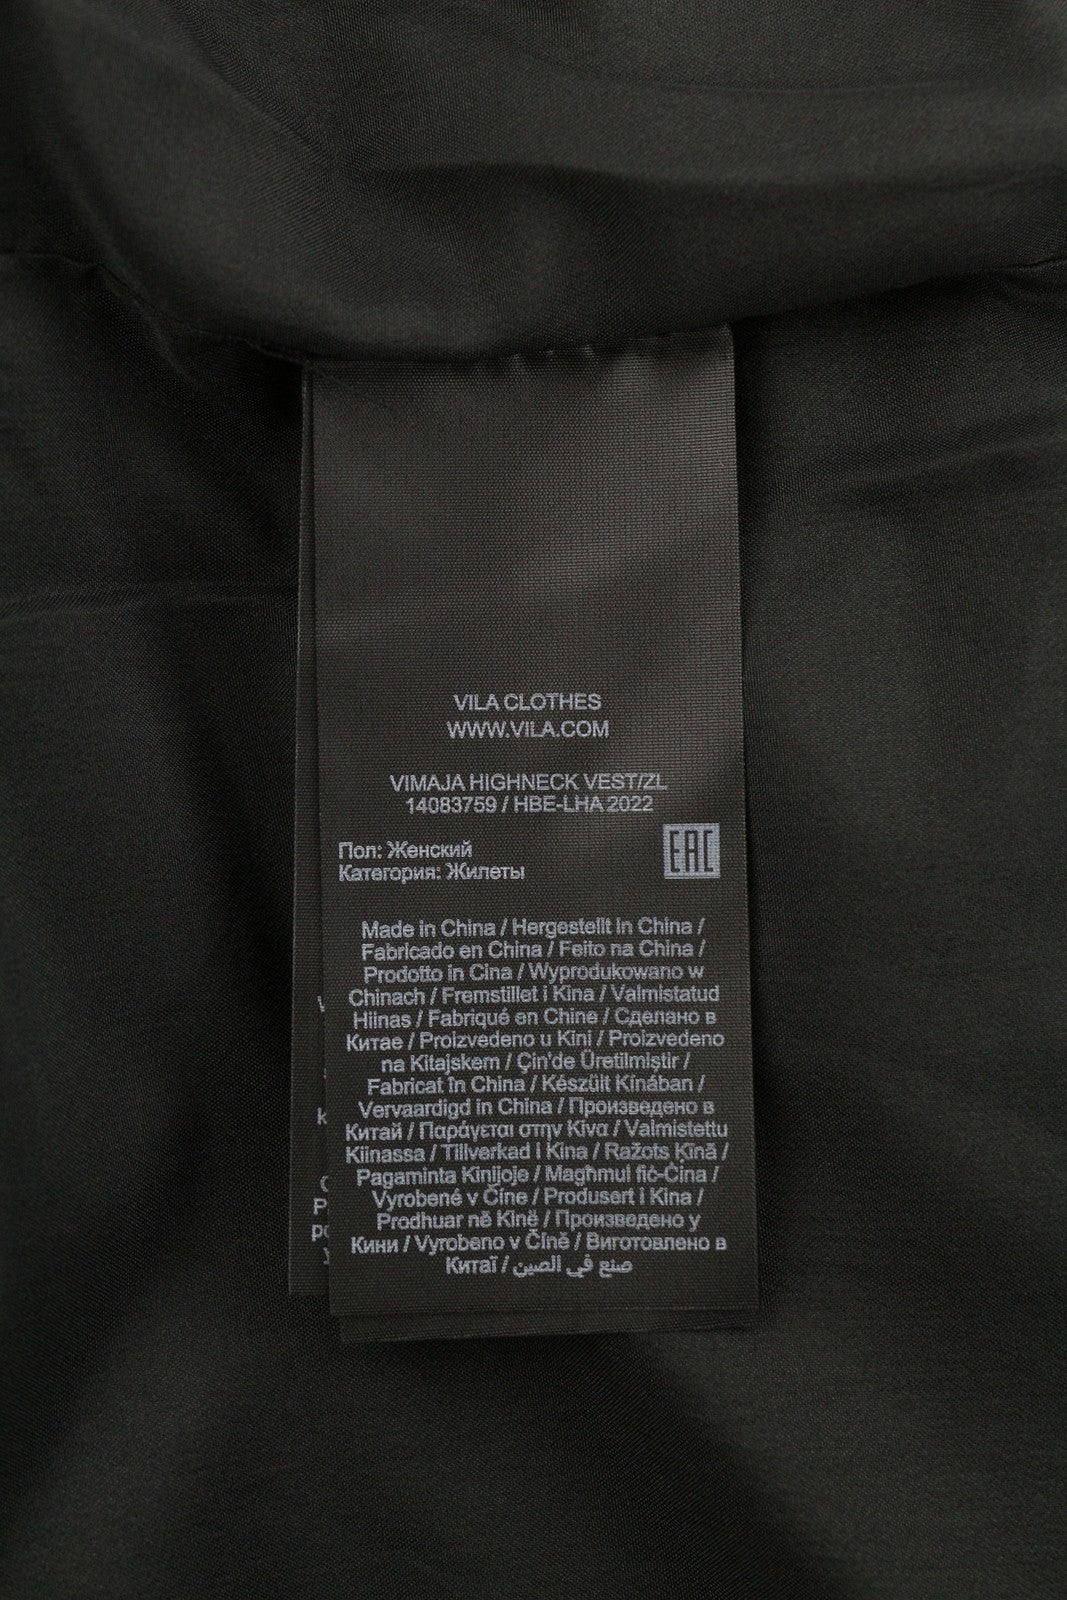 VILA CLOTHES
WWW.VILA.COM
VIMAJA HIGHNECK VEST/ZL
14083759 / HBE-LHA 2022
Пол: Женский
Категория: Жилеты
EAC
Made in China / Hergestellt in China /
Fabricado en China / Feito na China /
Prodotto in Cina / Wyprodukowano w
Chinach / Fremstillet i Kina / Valmistatud
Hiinas / Fabriqué en Chine / Сделано в
Китае / Proizvedeno u Kini / Proizvedeno
na Kitajskem / Çin'de Üretilmiştir /
Fabricat în China / Készült Kínában /
Vervaardigd in China / Произведено в
Китай / Παράγεται στην Κίνα / Valmistettu
Kiinassa / Tillverkad i Kina / Ražots Ķīnā /
Pagaminta Kinijoje / Magħmul fiċ-Ċina /
Vyrobené v Číne / Produsert i Kina /
Prodhuar në Kinë / Произведено у
Кини / Vyrobeno v Číně / Виготовлено в
Китаї / صنع في الصين